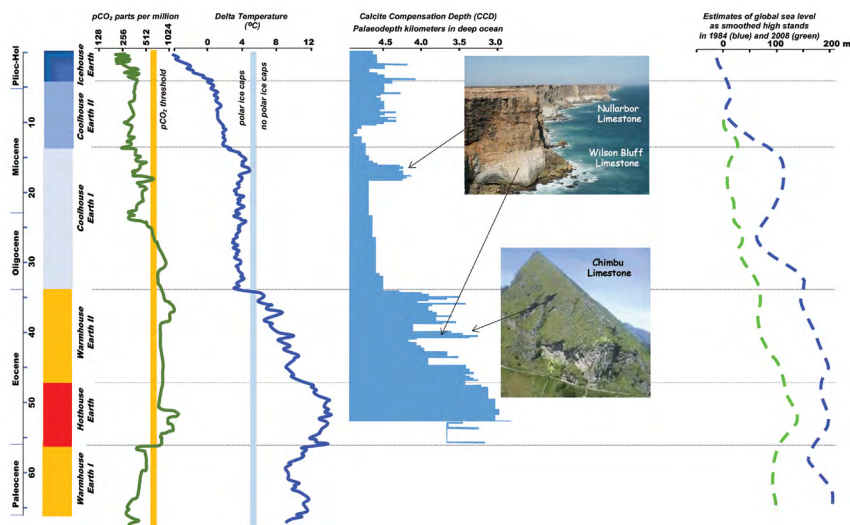 pCO₂ parts per million
128
256
512
1024
Delta Temperature
(ºC)
0
4
8
12
Calcite Compensation Depth (CCD)
Palaeodepth kilometers in deep ocean
5.0
4.5
4.0
3.5
3.0
Estimates of global sea level
as smoothed high stands
in 1984 (blue) and 2008 (green)
0
100
200 m
Plioc-Hol
Miocene
Oligocene
Eocene
Paleocene
10
20
30
40
50
60
Icehouse
Earth
Coolhouse
Earth II
Coolhouse
Earth I
Warmhouse
Earth II
Hothouse
Earth
Warmhouse
Earth I
pCO₂ threshold
polar ice caps
no polar ice caps
Nullarbor
Limestone
Wilson Bluff
Limestone
Chimbu
Limestone